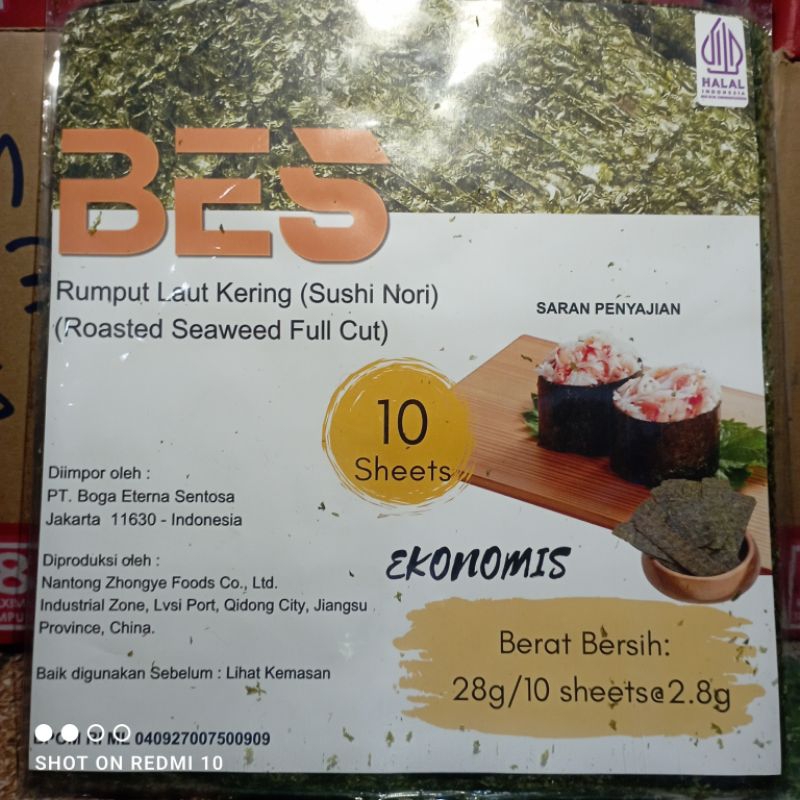 HALAL
INDONESIA
BES
Rumput Laut Kering (Sushi Nori)
(Roasted Seaweed Full Cut)
SARAN PENYAJIAN
10
Sheets
Diimpor oleh :
PT. Boga Eterna Sentosa
Jakarta 11630 - Indonesia
Diproduksi oleh :
Nantong Zhongye Foods Co., Ltd.
Industrial Zone, Lvsi Port, Qidong City, Jiangsu
Province, China.
EKONOMIS
Berat Bersih:
28g/10 sheets@2.8g
Baik digunakan Sebelum : Lihat Kemasan
BPOM RI ML 040927007500909
SHOT ON REDMI 10